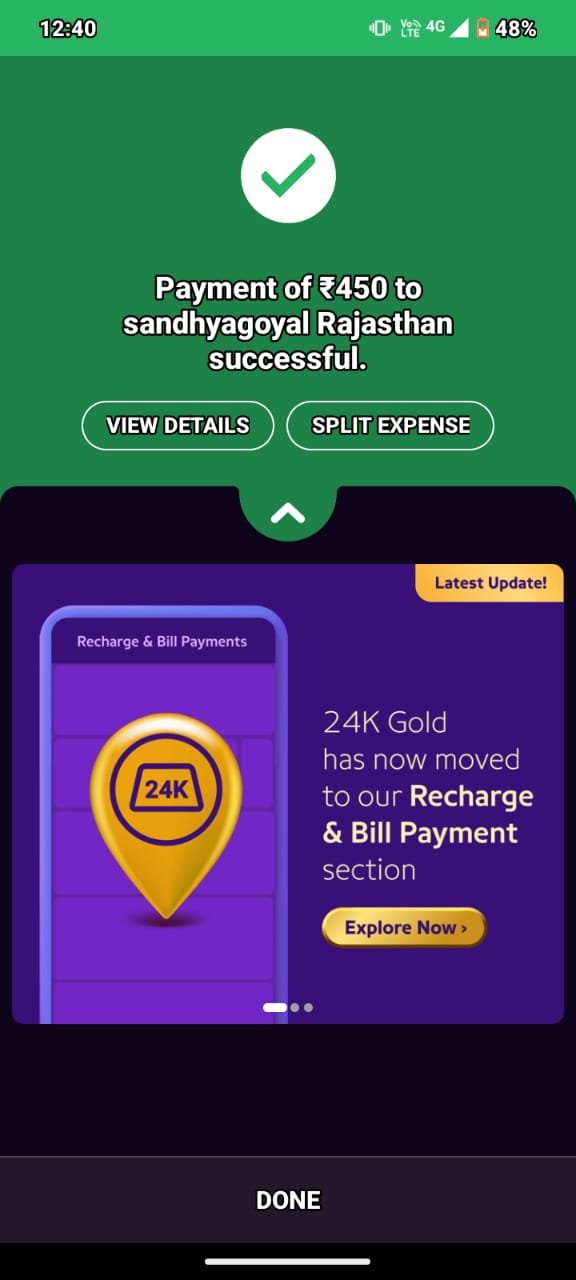 12:40
Vo LTE 4G 48%
Payment of ₹450 to
sandhyagoyal Rajasthan
successful.
VIEW DETAILS SPLIT EXPENSE
Latest Update!
Recharge & Bill Payments
24K
24K Gold
has now moved
to our Recharge
& Bill Payment
section
Explore Now ›
DONE